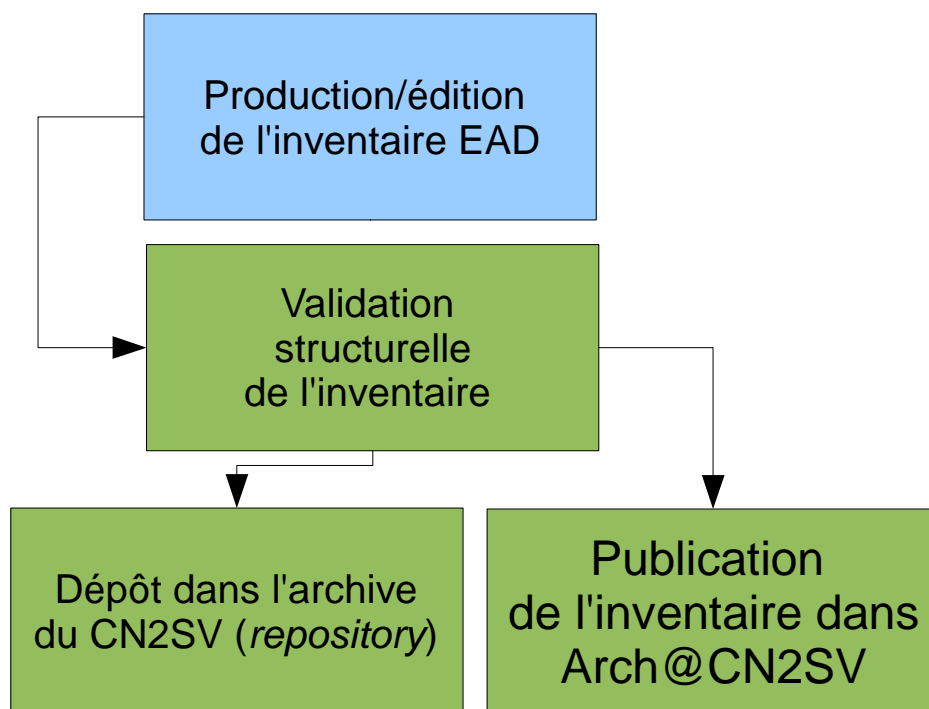 Production/édition
de l'inventaire EAD
Validation
structurelle
de l'inventaire
Dépôt dans l'archive
du CN2SV (repository)
Publication
de l'inventaire dans
Arch@CN2SV